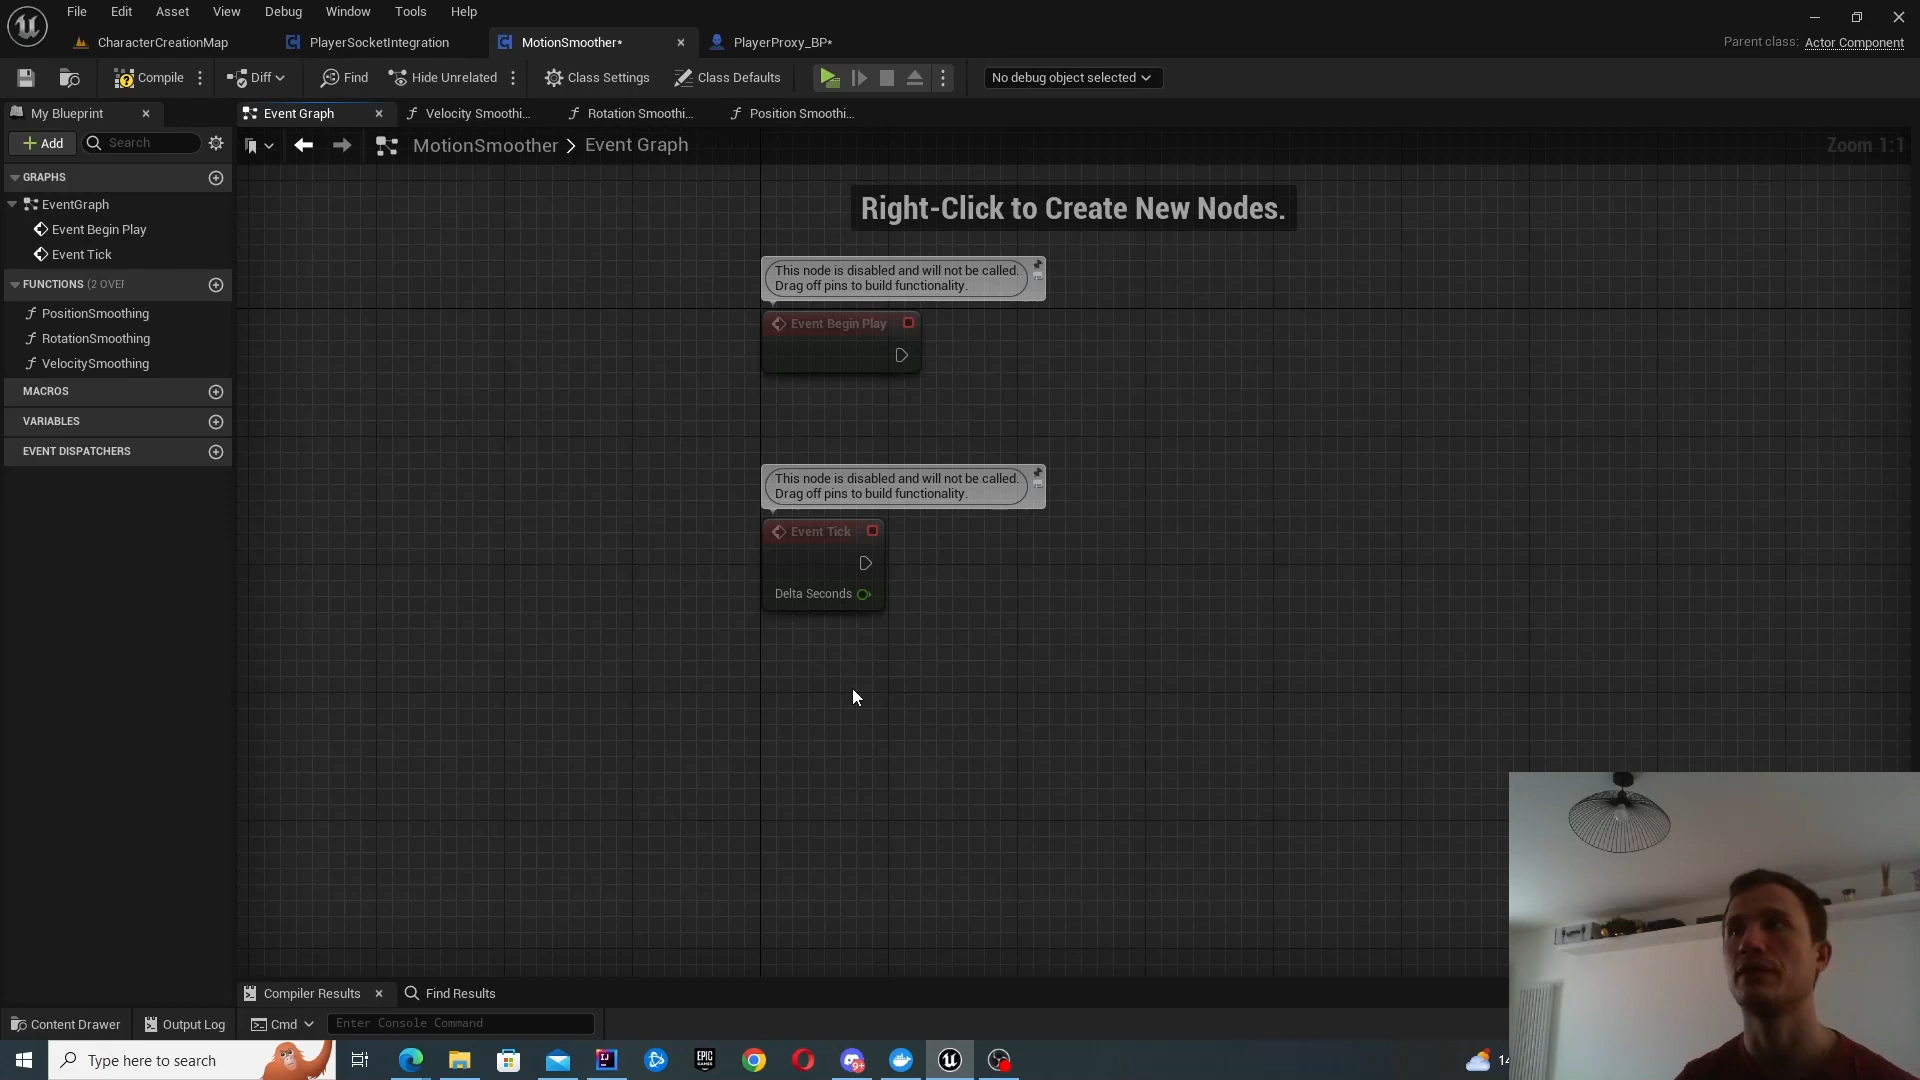 File Edit Asset View Debug Window Tools Help
CharacterCreationMap PlayerSocketIntegration MotionSmoother* PlayerProxy_BP* Parent class: Actor Component
Compile Diff Find Hide Unrelated Class Settings Class Defaults No debug object selected
My Blueprint Event Graph Velocity Smoothi... Rotation Smoothi... Position Smoothi...
Add Search MotionSmoother > Event Graph Zoom 1:1
GRAPHS
EventGraph
Event Begin Play
Event Tick
FUNCTIONS (2 OVER
PositionSmoothing
RotationSmoothing
VelocitySmoothing
MACROS
VARIABLES
EVENT DISPATCHERS
Right-Click to Create New Nodes.
This node is disabled and will not be called.
Drag off pins to build functionality.
Event Begin Play
This node is disabled and will not be called.
Drag off pins to build functionality.
Event Tick
Delta Seconds
Compiler Results Find Results
Content Drawer Output Log Cmd Enter Console Command
Type here to search
EPIC
GAMES
IJ
9+